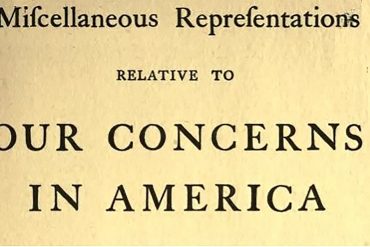 Miſcellaneous Repreſentations
RELATIVE TO
OUR CONCERNS
IN AMERICA